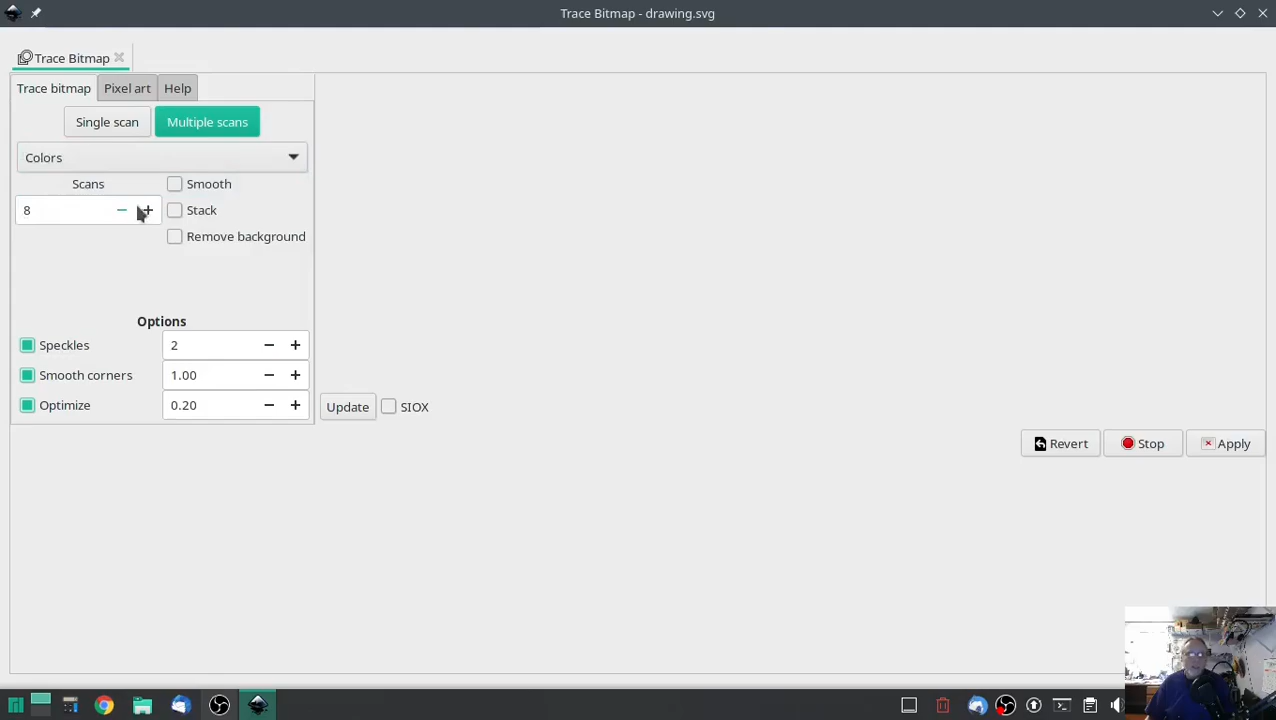 Trace Bitmap - drawing.svg
Trace Bitmap
Trace bitmap Pixel art Help
Single scan Multiple scans
Colors
Scans Smooth
8 Stack
Remove background
Options
Speckles 2
Smooth corners 1.00
Optimize 0.20
Update SIOX
Revert Stop Apply